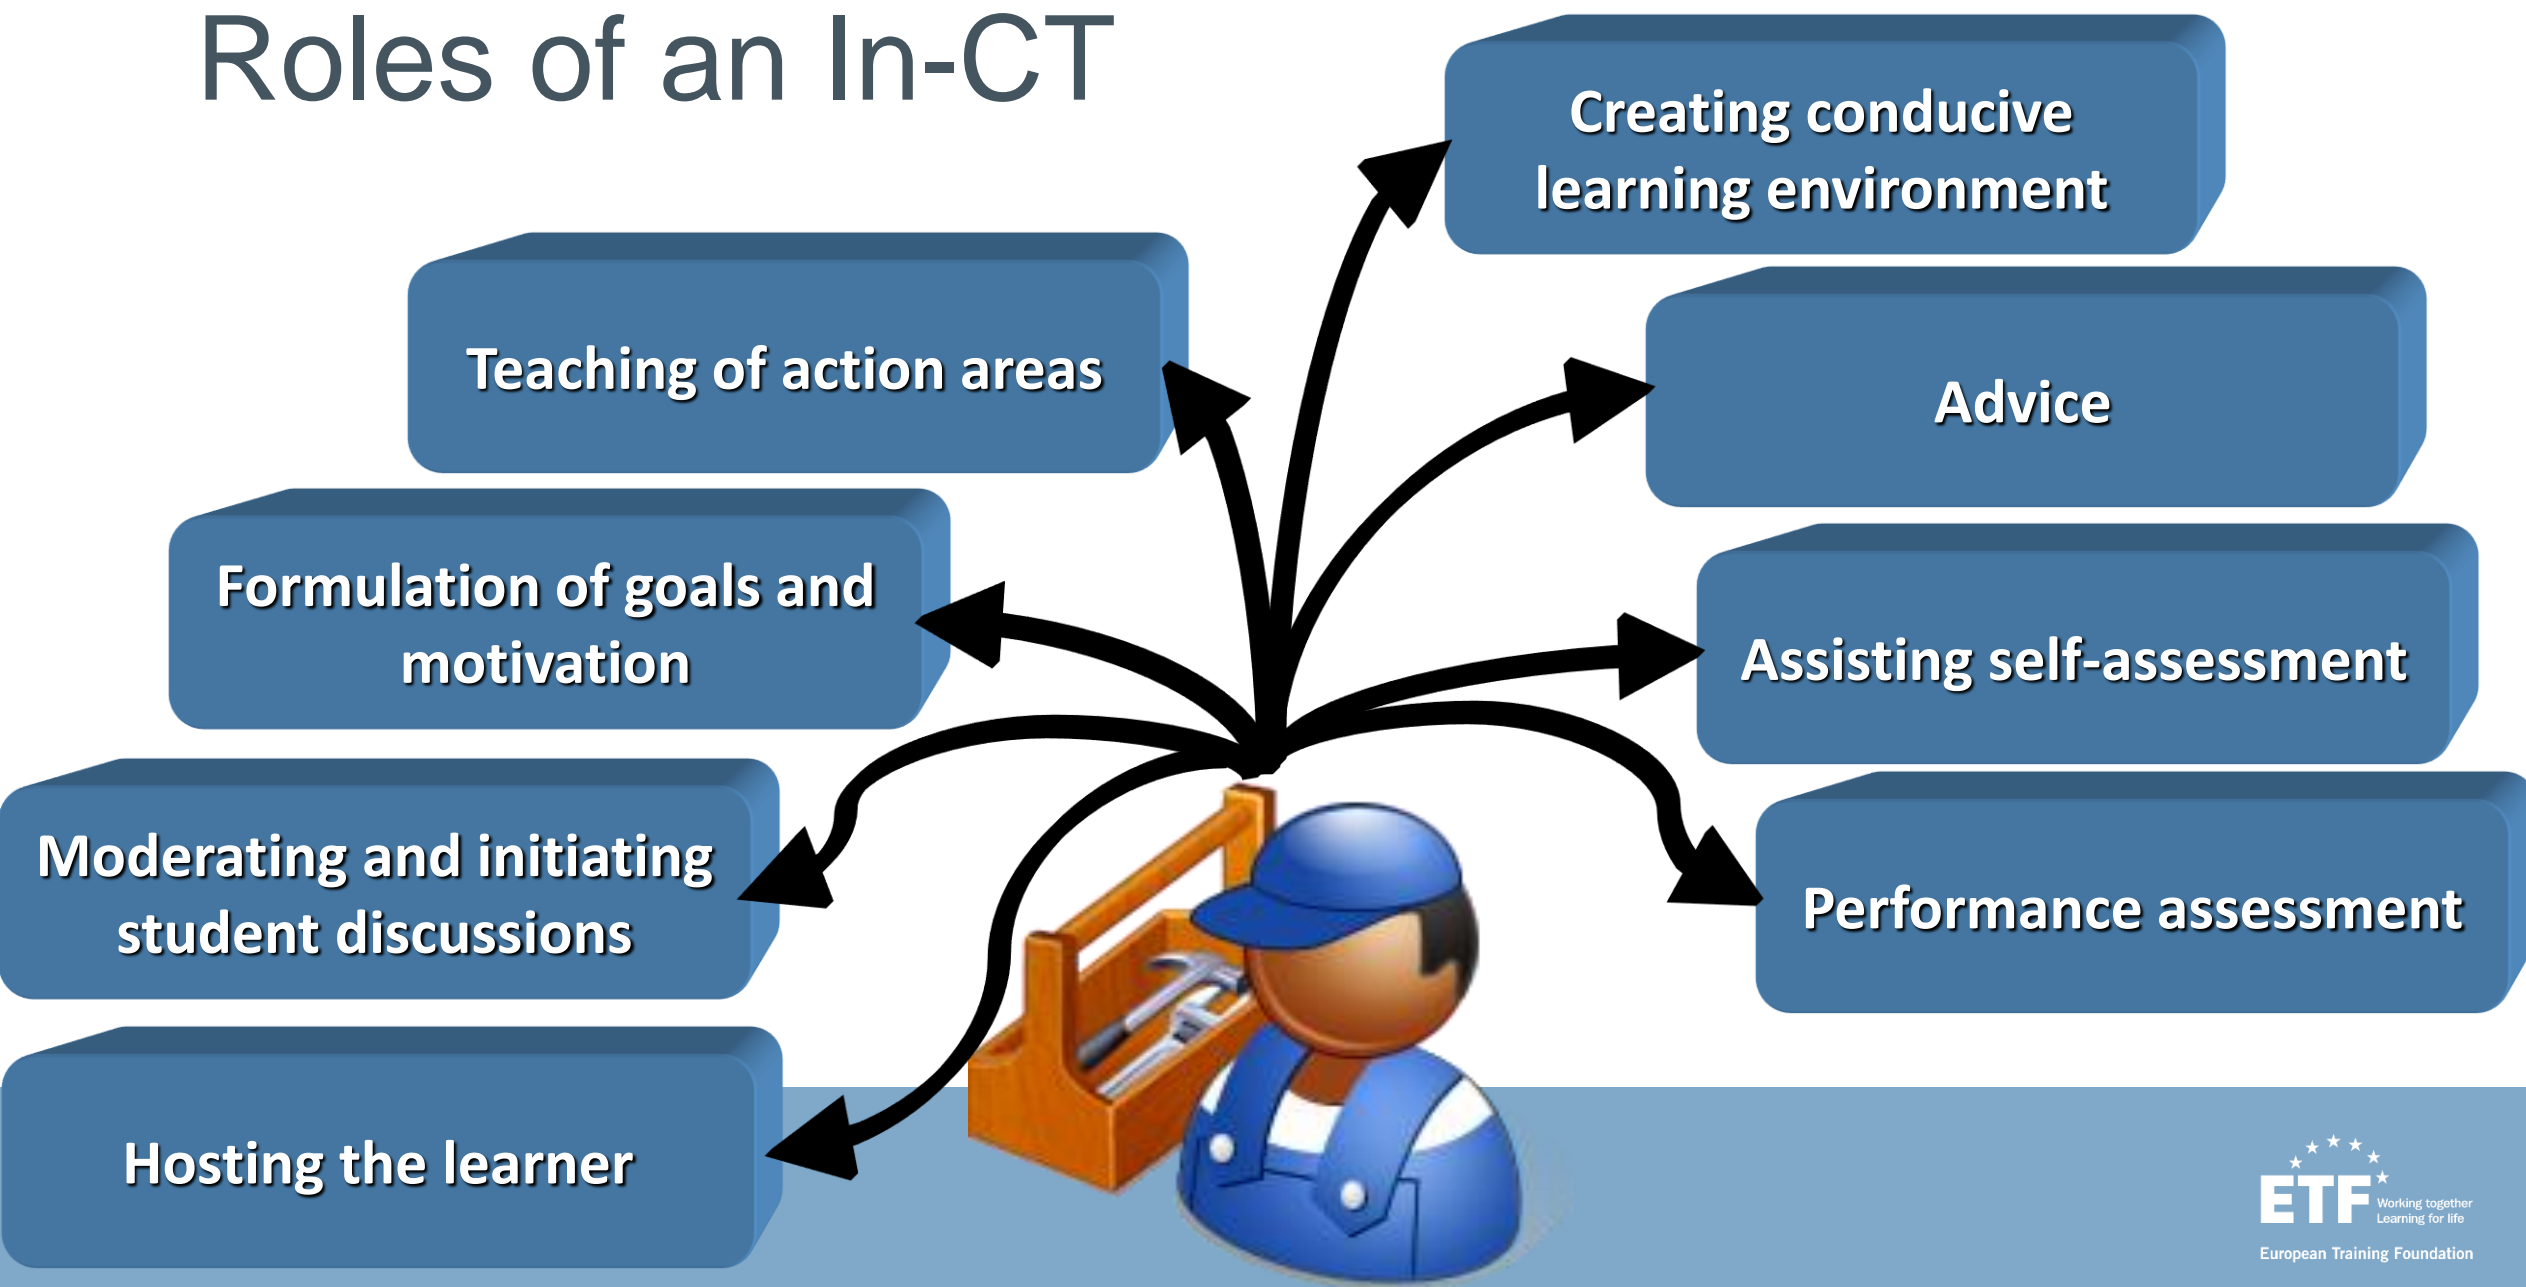 Roles of an In-CT
Creating conducive
learning environment
Teaching of action areas
Advice
Formulation of goals and
motivation
Assisting self-assessment
Moderating and initiating
student discussions
Performance assessment
Hosting the learner
ETF
Working together
Learning for life
European Training Foundation